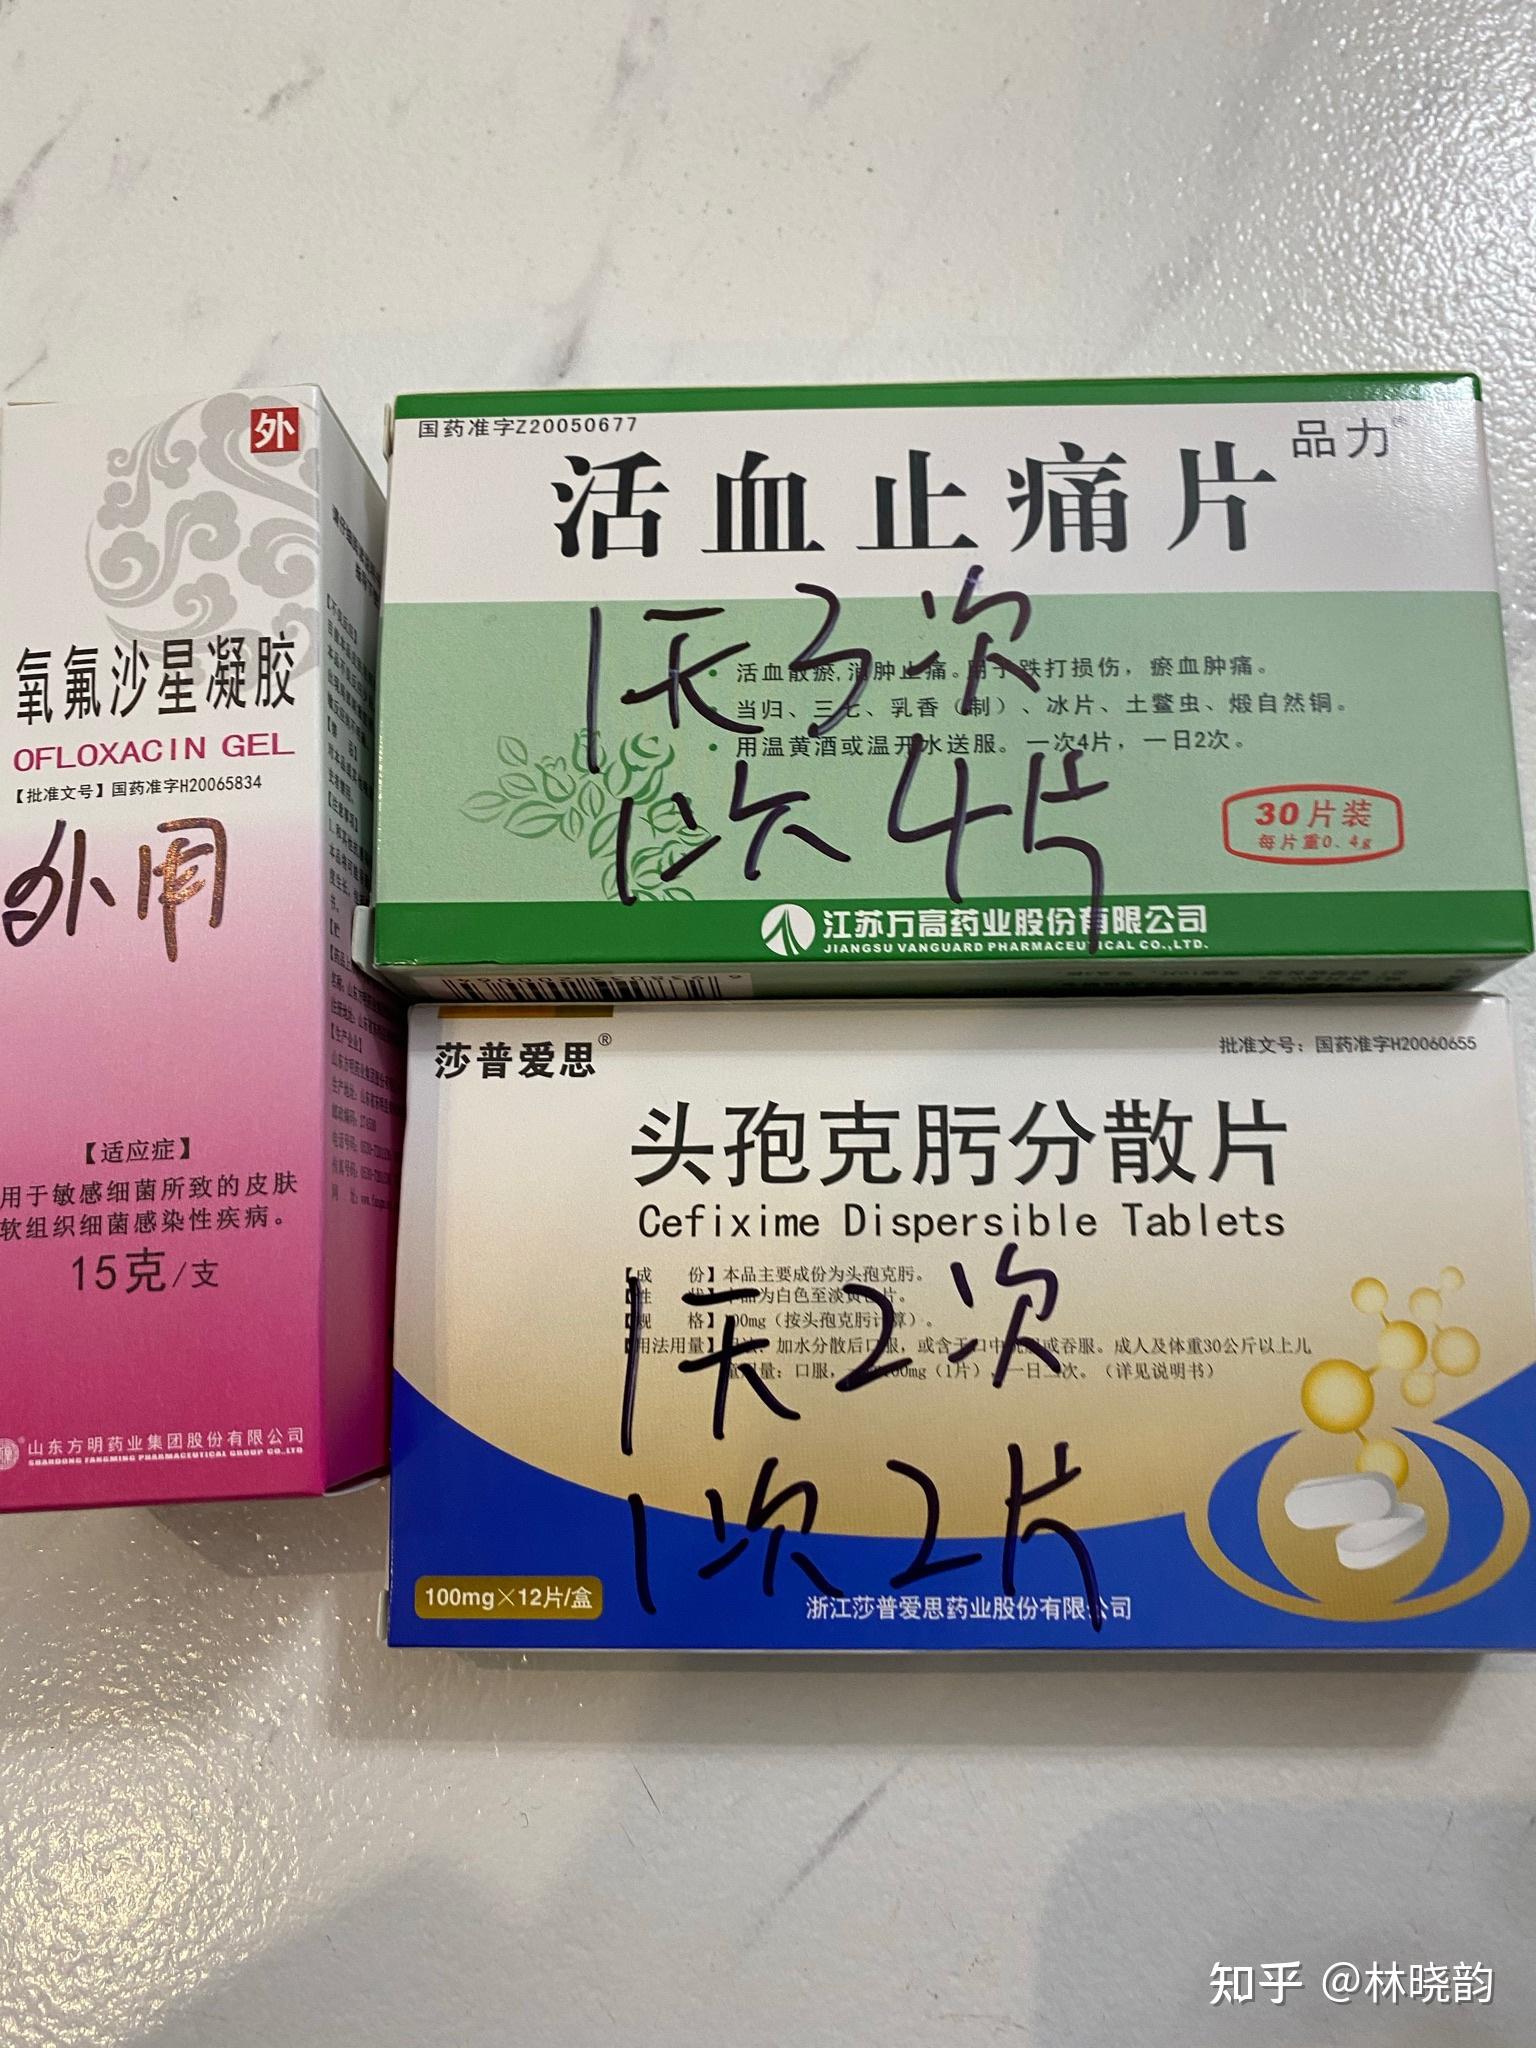 外
氧氟沙星凝胶
OFLOXACIN GEL
【批准文号】国药准字H20065834
外用
【适应症】
用于敏感细菌所致的皮肤
软组织细菌感染性疾病。
15克/支
山东方明药业集团股份有限公司
SHANDONG FANGMING PHARMACEUTICAL GROUP CO.,LTD
国药准字Z20050677
品力
活血止痛片
1天3次
活血散瘀,消肿止痛。用于跌打损伤，瘀血肿痛。
当归、三七、乳香（制）、冰片、土鳖虫、煅自然铜。
用温黄酒或温开水送服。一次4片，一日2次。
1次4片
30片装
每片重0.4g
江苏万高药业股份有限公司
JIANGSU VANGUARD PHARMACEUTICAL CO.,LTD.
莎普爱思®
批准文号：国药准字H20060655
头孢克肟分散片
Cefixime Dispersible Tablets
【成 份】本品主要成份为头孢克肟。
1天2次
1次2片
100mg×12片/盒
浙江莎普爱思药业股份有限公司
知乎 @林晓韵